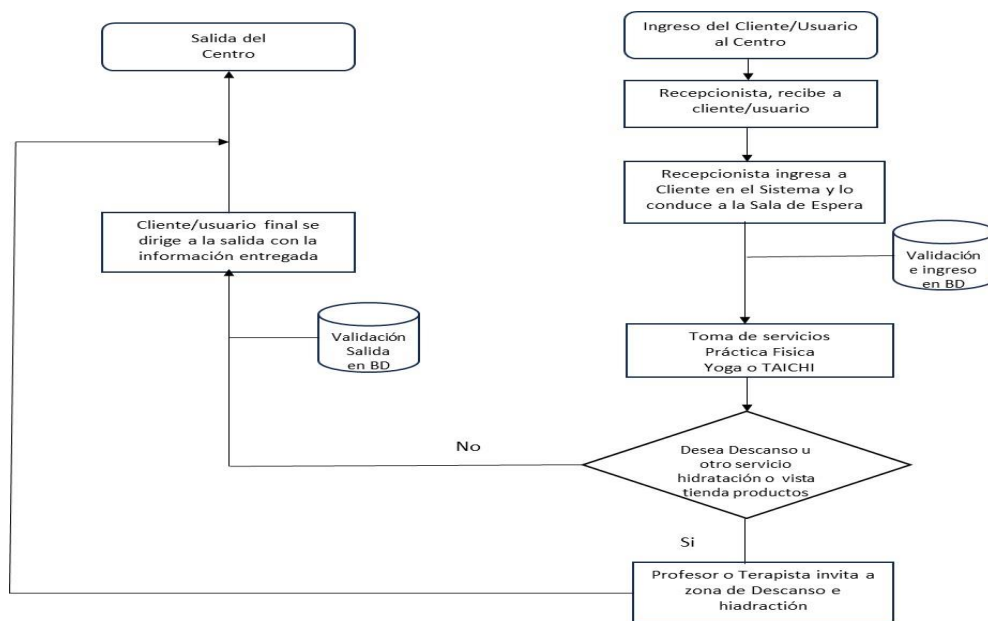 Salida del
Centro
Ingreso del Cliente/Usuario
al Centro
Recepcionista, recibe a
cliente/usuario
Recepcionista ingresa a
Cliente en el Sistema y lo
conduce a la Sala de Espera
Cliente/usuario final se
dirige a la salida con la
información entregada
Validación
e ingreso
en BD
Validación
Salida
en BD
Toma de servicios
Práctica Fisica
Yoga o TAICHI
No
Desea Descanso u
otro servicio
hidratación o vista
tienda productos
Si
Profesor o Terapista invita a
zona de Descanso e
hiadractión